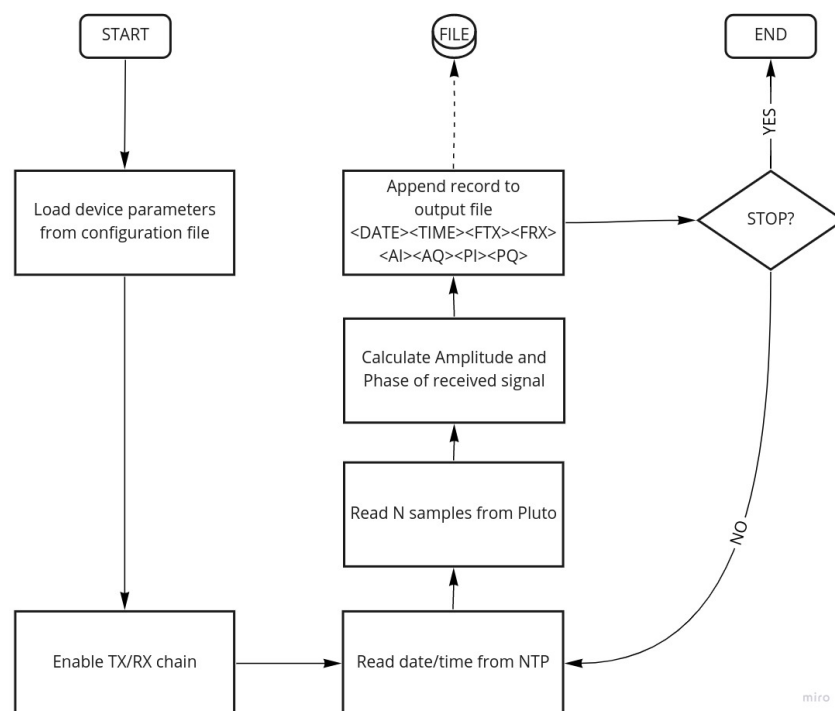 START
FILE
END
YES
Load device parameters
from configuration file
Append record to
output file
<DATE><TIME><FTX><FRX>
<AI><AQ><PI><PQ>
STOP?
Calculate Amplitude and
Phase of received signal
Read N samples from Pluto
NO
Enable TX/RX chain
Read date/time from NTP
miro